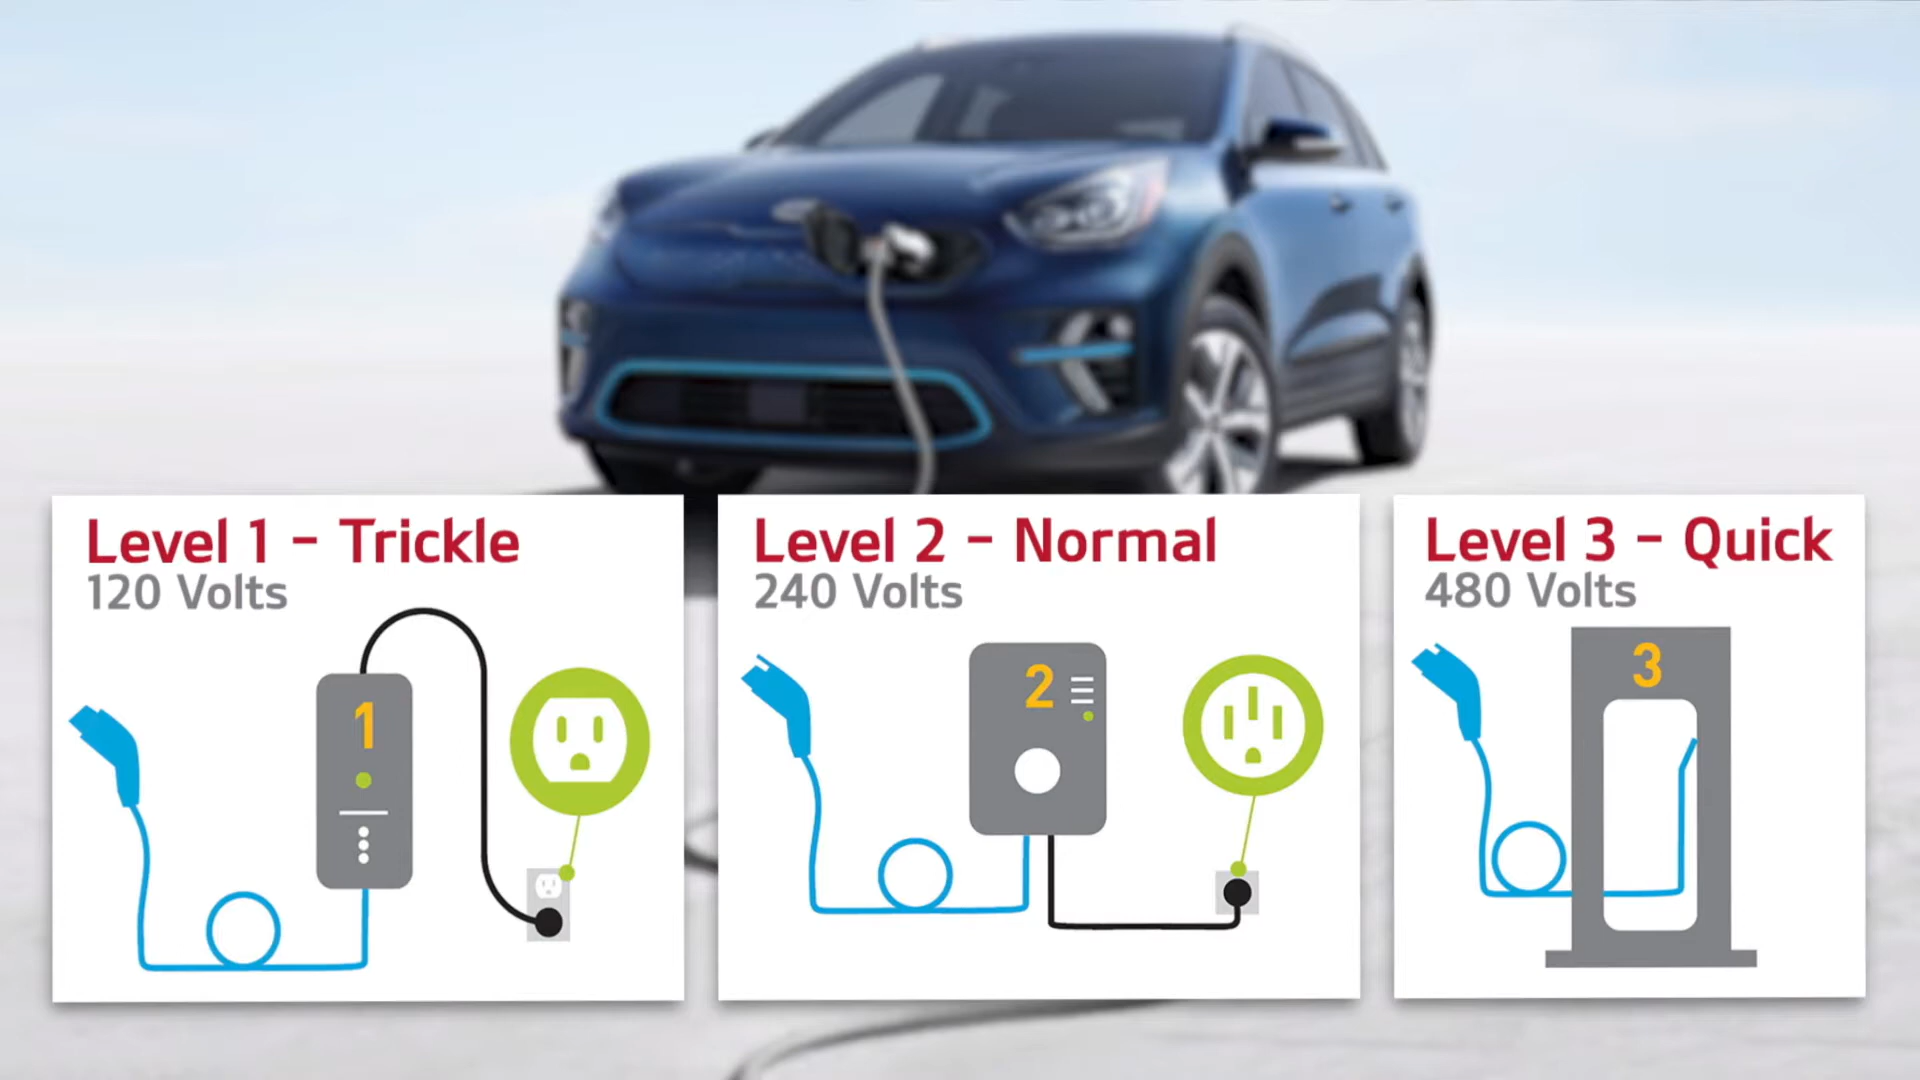 Level 1 – Trickle
120 Volts
1
Level 2 – Normal
240 Volts
2
Level 3 – Quick
480 Volts
3